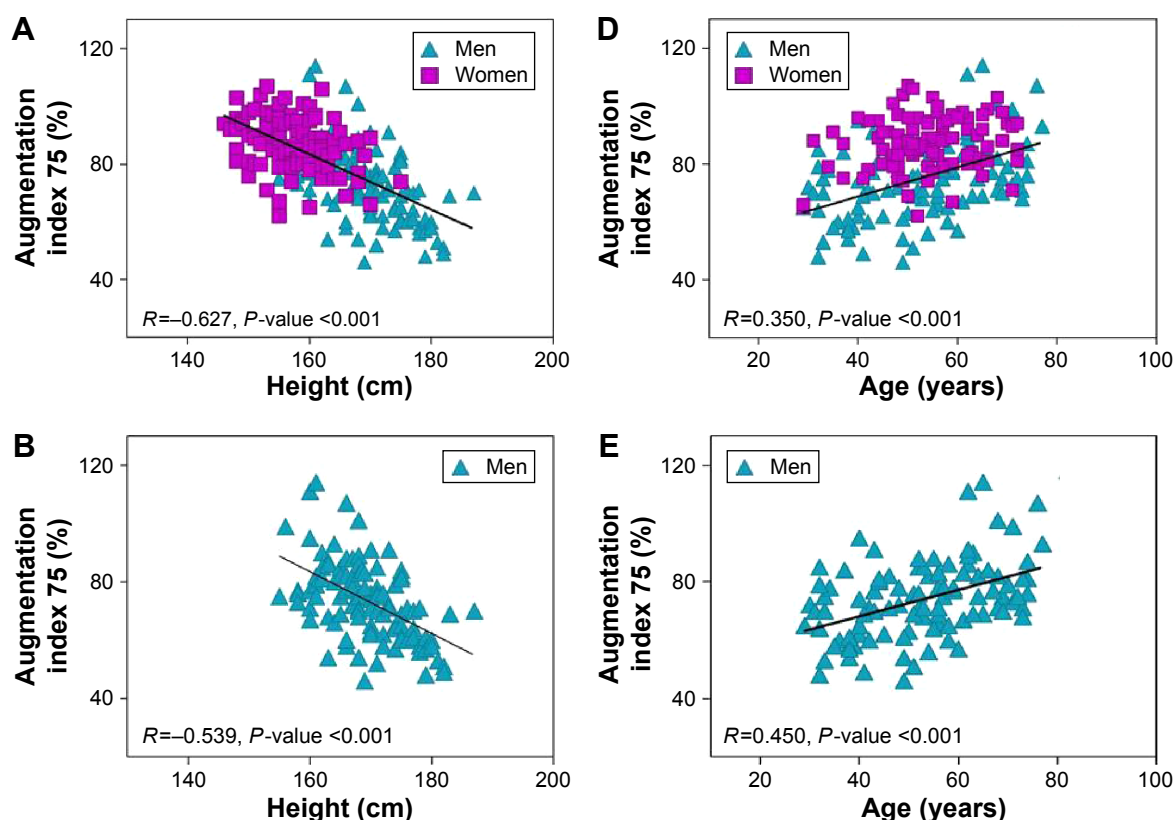 A
Augmentation
index 75 (%)
120
80
40
Men
Women
R=–0.627, P-value <0.001
140
160
180
200
Height (cm)
D
Augmentation
index 75 (%)
120
80
40
Men
Women
R=0.350, P-value <0.001
20
40
60
80
100
Age (years)
B
Augmentation
index 75 (%)
120
80
40
Men
R=–0.539, P-value <0.001
140
160
180
200
Height (cm)
E
Augmentation
index 75 (%)
120
80
40
Men
R=0.450, P-value <0.001
20
40
60
80
100
Age (years)